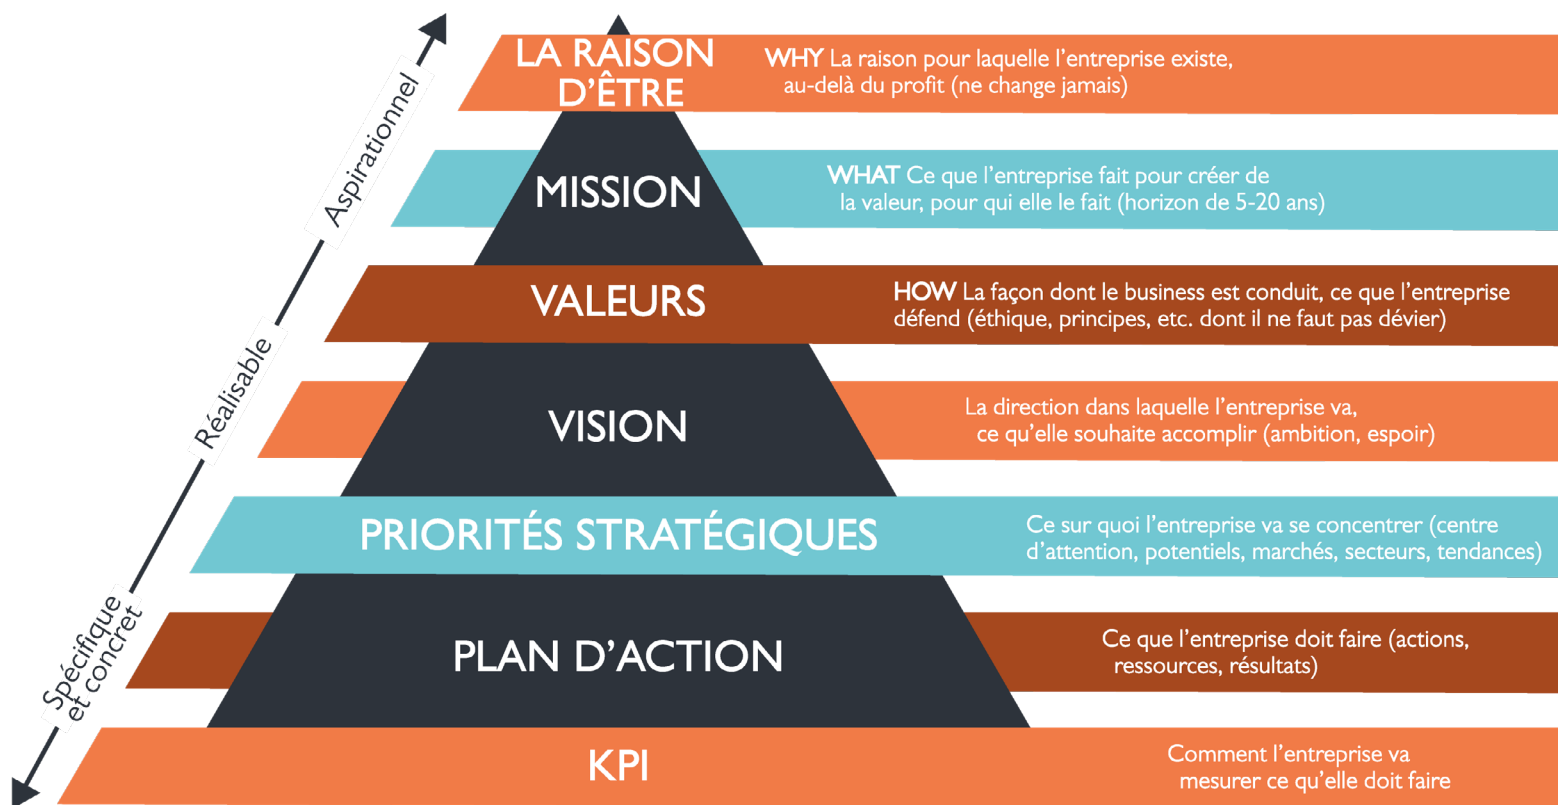 LA RAISON
D'ÊTRE
WHY La raison pour laquelle l'entreprise existe,
au-delà du profit (ne change jamais)
Aspirationnel
MISSION
WHAT Ce que l'entreprise fait pour créer de
la valeur, pour qui elle le fait (horizon de 5-20 ans)
VALEURS
HOW La façon dont le business est conduit, ce que l'entreprise
défend (éthique, principes, etc. dont il ne faut pas dévier)
Réalisable
VISION
La direction dans laquelle l'entreprise va,
ce qu'elle souhaite accomplir (ambition, espoir)
PRIORITÉS STRATÉGIQUES
Ce sur quoi l'entreprise va se concentrer (centre
d'attention, potentiels, marchés, secteurs, tendances)
Spécifique
et concret
PLAN D'ACTION
Ce que l'entreprise doit faire (actions,
ressources, résultats)
KPI
Comment l'entreprise va
mesurer ce qu'elle doit faire